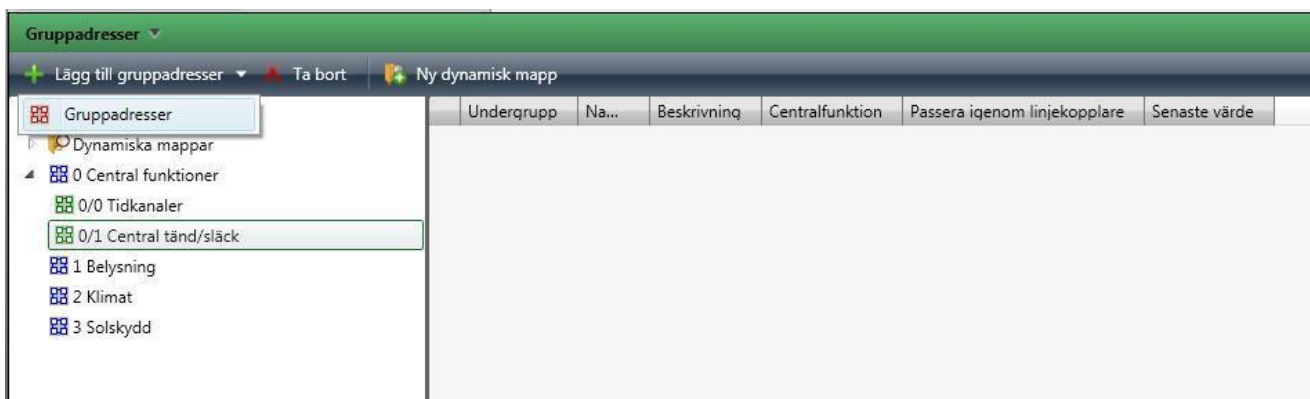 Gruppadresser
Lägg till gruppadresser Ta bort Ny dynamisk mapp
Gruppadresser
Undergrupp Na... Beskrivning Centralfunktion Passera igenom linjekopplare Senaste värde
Dynamiska mappar
0 Central funktioner
0/0 Tidkanaler
0/1 Central tänd/släck
1 Belysning
2 Klimat
3 Solskydd